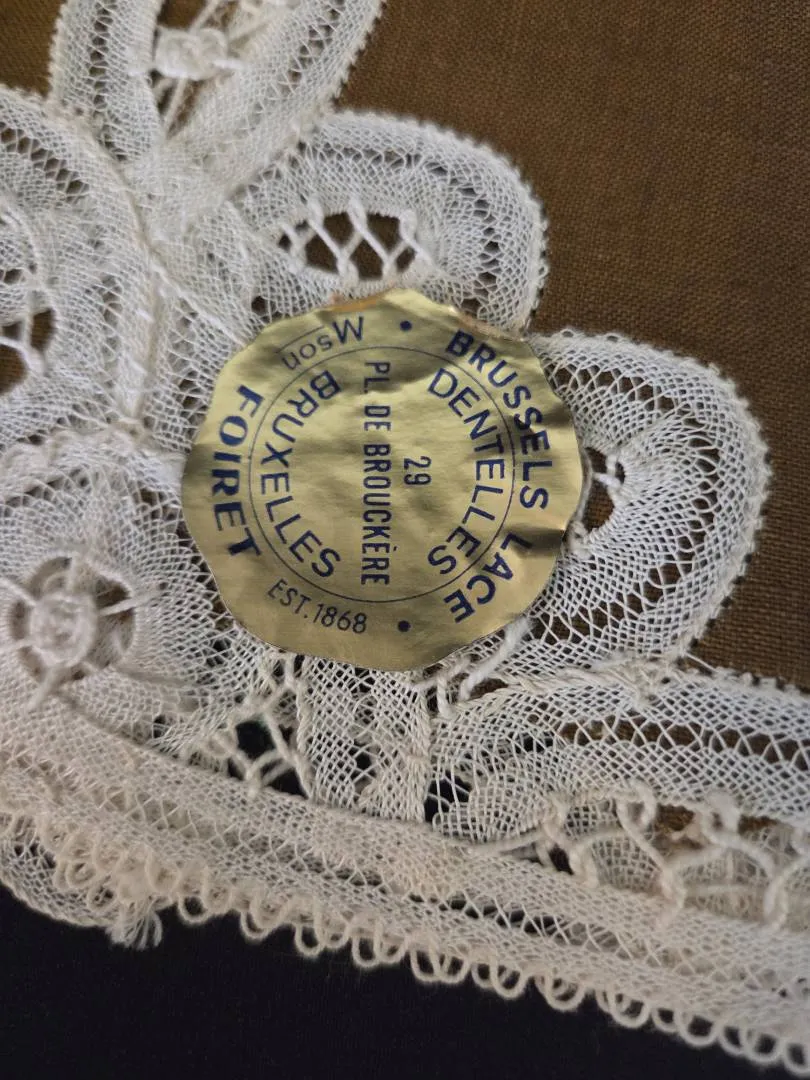 BRUSSELS LACE
DENTELLES
29
PL. DE BROUCKÈRE
BRUXELLES
Mson FOIRET EST.1868